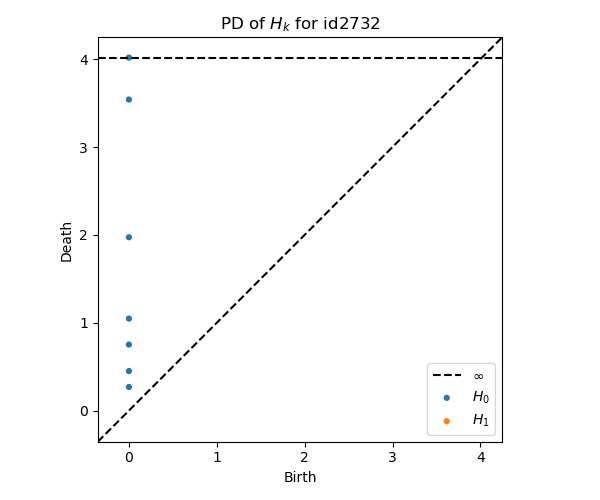 PD of $H_k$ for id2732
4
3
2
1
0
Death
0 1 2 3 4
Birth
∞
$H_0$
$H_1$